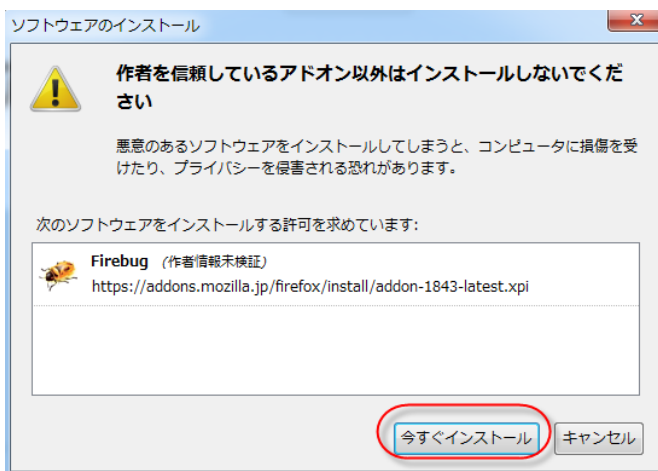 ソフトウェアのインストール
作者を信頼しているアドオン以外はインストールしないでくだ
さい
悪意のあるソフトウェアをインストールしてしまうと、コンピュータに損傷を受
けたり、プライバシーを侵害される恐れがあります。
次のソフトウェアをインストールする許可を求めています:
Firebug (作者情報未検証)
https://addons.mozilla.jp/firefox/install/addon-1843-latest.xpi
今すぐインストール
キャンセル